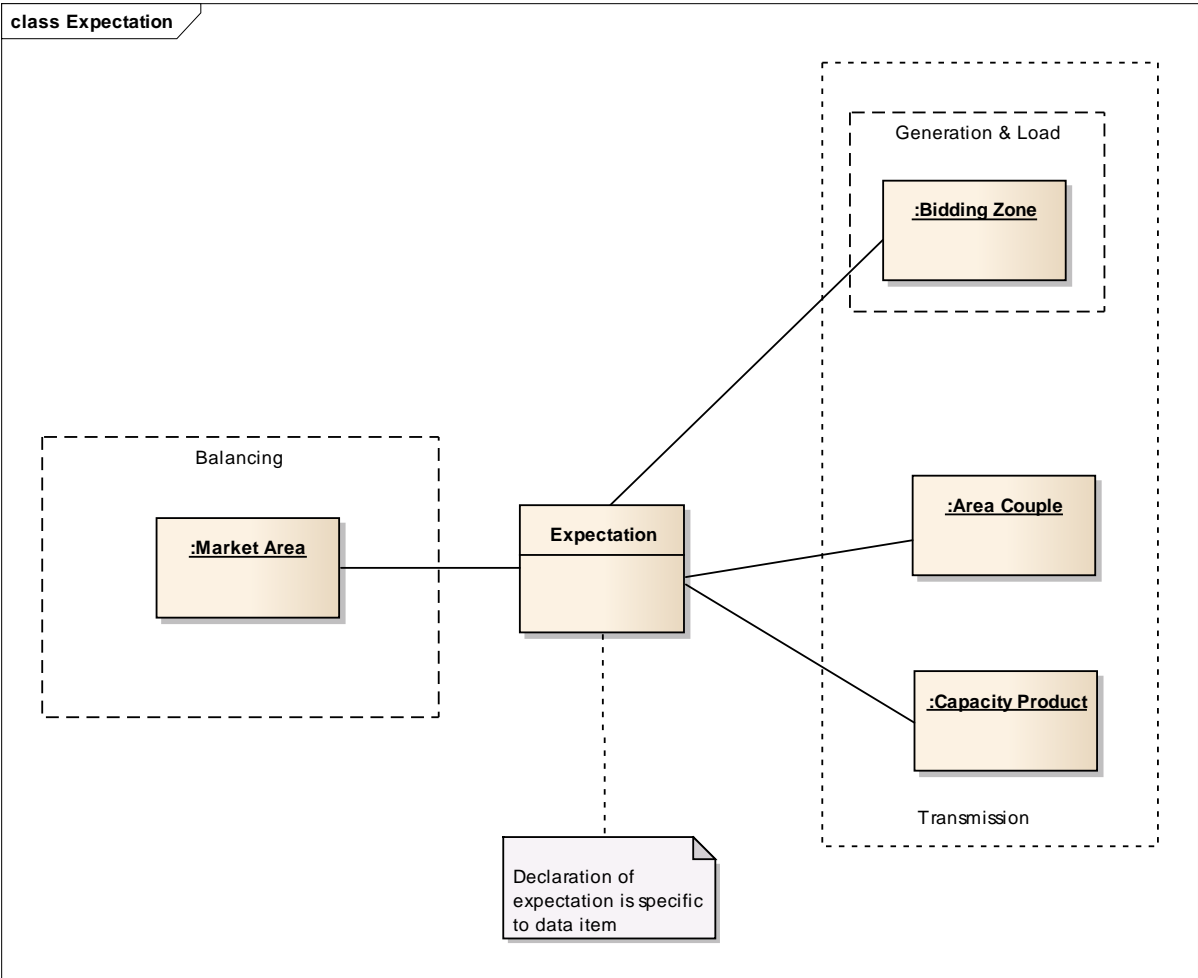 class Expectation
Generation & Load
:Bidding Zone
Balancing
:Market Area
Expectation
:Area Couple
:Capacity Product
Transmission
Declaration of
expectation is specific
to data item